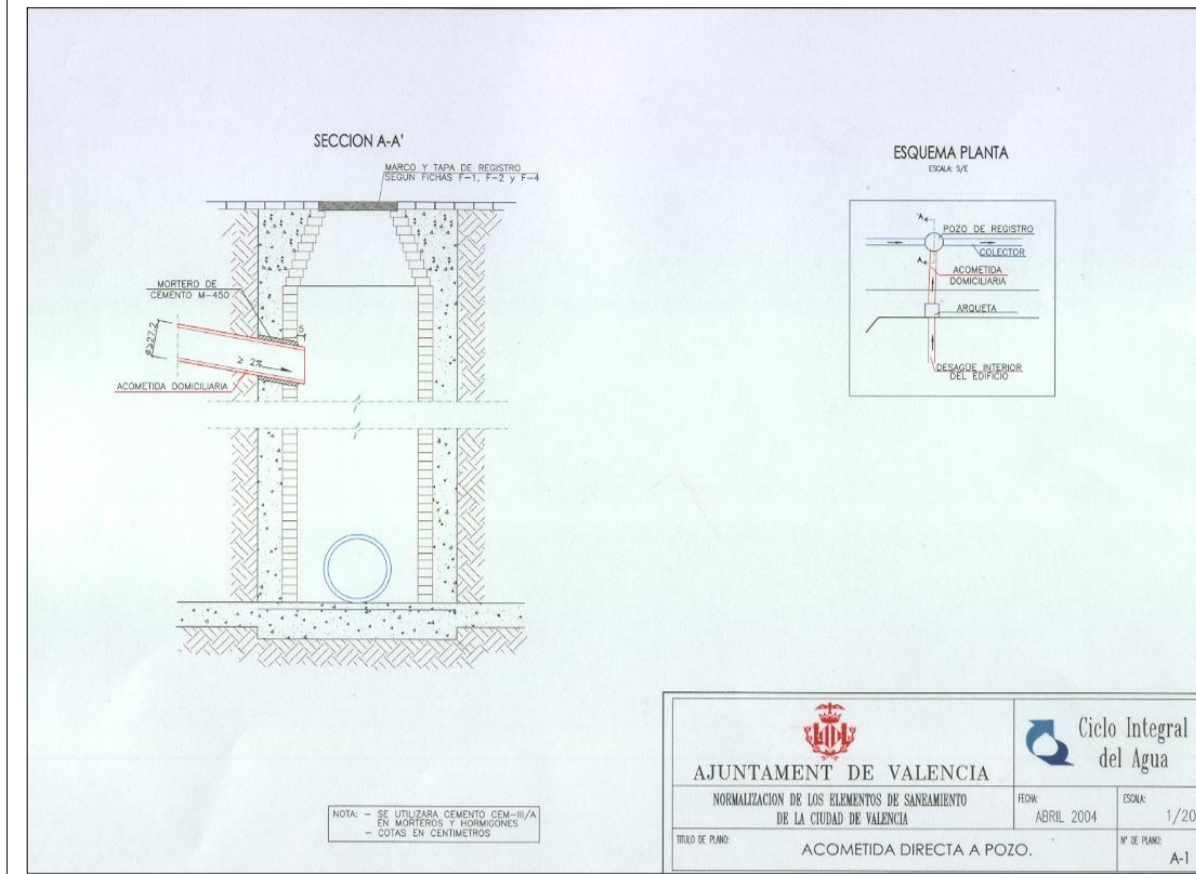 SECCION A-A'
MARCO Y TAPA DE REGISTRO
SEGÚN FICHAS F-1, F-2 y F-4
MORTERO DE
CEMENTO M-450
5
ø≥27.2
≥ 2%
ACOMETIDA DOMICILIARIA
ESQUEMA PLANTA
ESCALA: S/E
A
POZO DE REGISTRO
COLECTOR
A
ACOMETIDA
DOMICILIARIA
ARQUETA
DESAGÜE INTERIOR
DEL EDIFICIO
NOTA: - SE UTILIZARA CEMENTO CEM-III/A
EN MORTEROS Y HORMIGONES
- COTAS EN CENTIMETROS
AJUNTAMENT DE VALENCIA
Ciclo Integral
del Agua
NORMALIZACION DE LOS ELEMENTOS DE SANEAMIENTO
DE LA CIUDAD DE VALENCIA
FECHA:
ABRIL 2004
ESCALA:
1/20
TITULO DE PLANO:
ACOMETIDA DIRECTA A POZO.
Nº DE PLANO:
A-1